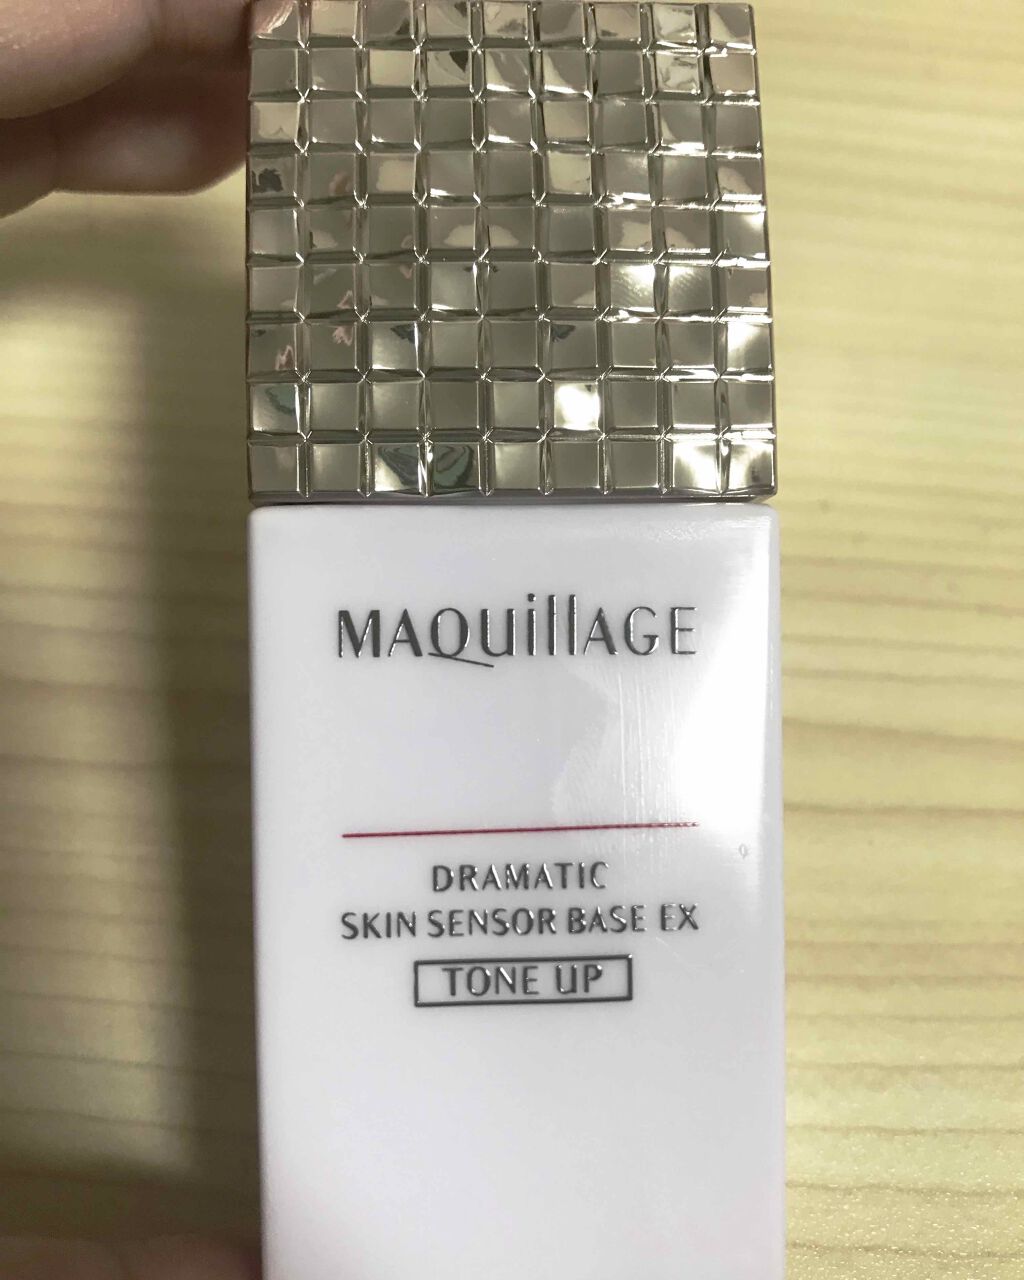 MAQuillAGE
DRAMATIC
SKIN SENSOR BASE EX
TONE UP